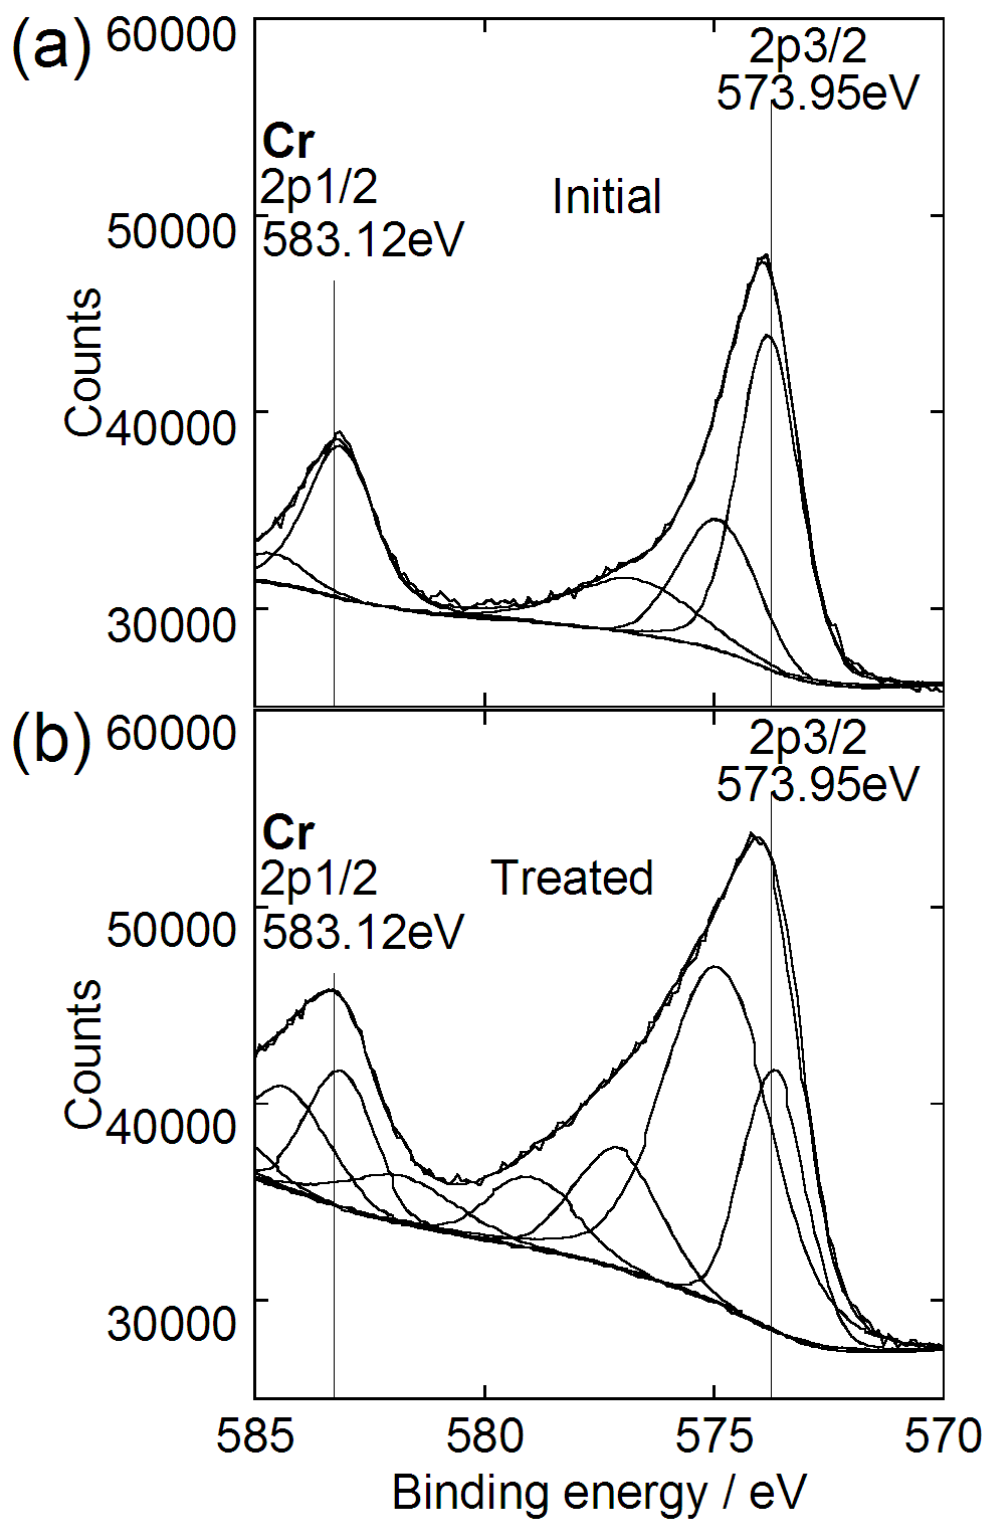 (a)
60000
2p3/2
573.95eV
Cr
2p1/2
Initial
50000
583.12eV
Counts
40000
30000
(b)
60000
2p3/2
573.95eV
Cr
2p1/2
Treated
50000
583.12eV
Counts
40000
30000
585 580 575 570
Binding energy / eV